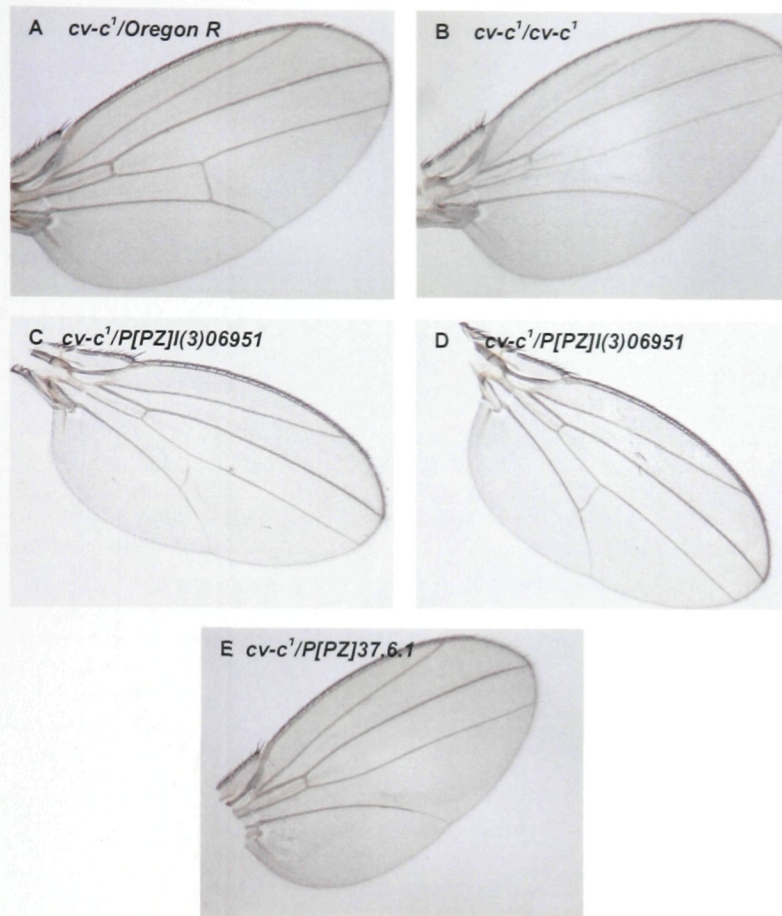 A cv-c¹/Oregon R
B cv-c¹/cv-c¹
C cv-c¹/P[PZ]l(3)06951
D cv-c¹/P[PZ]l(3)06951
E cv-c¹/P[PZ]37.6.1